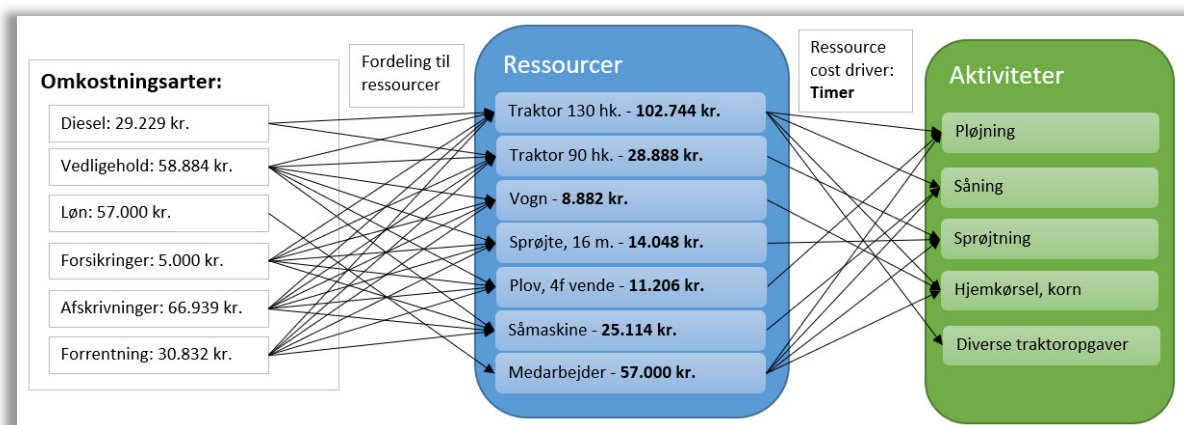 Omkostningsarter:
Diesel: 29.229 kr.
Vedligehold: 58.884 kr.
Løn: 57.000 kr.
Forsikringer: 5.000 kr.
Afskrivninger: 66.939 kr.
Forrentning: 30.832 kr.
Fordeling til
ressourcer
Ressourcer
Traktor 130 hk. - 102.744 kr.
Traktor 90 hk. - 28.888 kr.
Vogn - 8.882 kr.
Sprøjte, 16 m. - 14.048 kr.
Plov, 4f vende - 11.206 kr.
Såmaskine - 25.114 kr.
Medarbejder - 57.000 kr.
Ressource
cost driver:
Timer
Aktiviteter
Pløjning
Såning
Sprøjtning
Hjemkørsel, korn
Diverse traktoropgaver